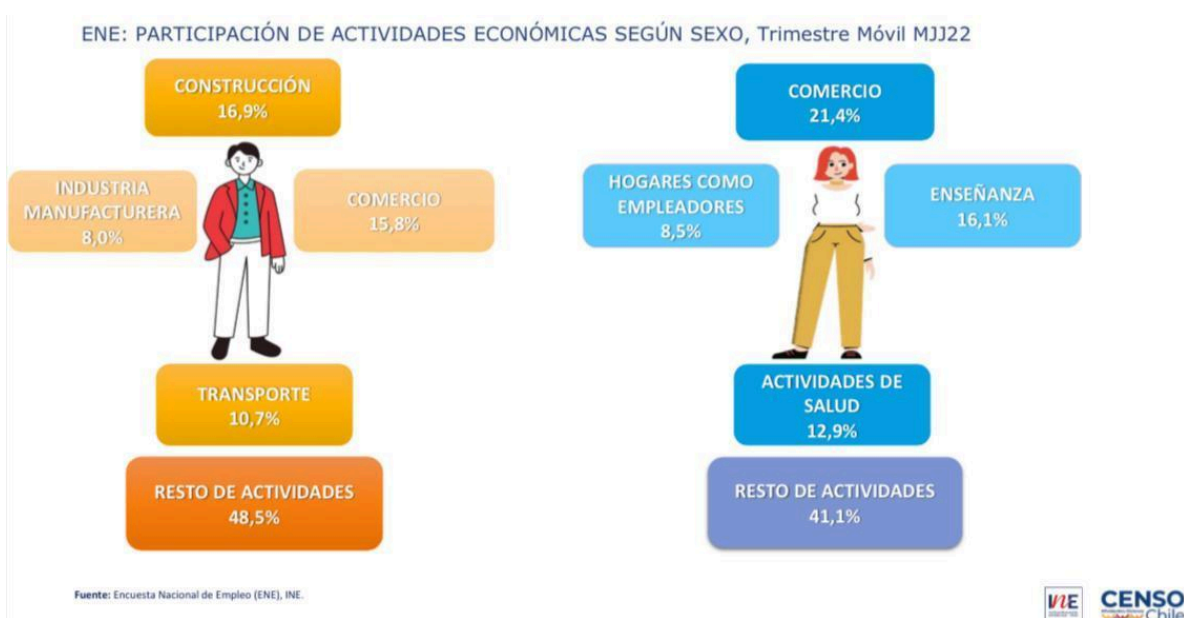 ENE: PARTICIPACIÓN DE ACTIVIDADES ECONÓMICAS SEGÚN SEXO, Trimestre Móvil MJJ22
CONSTRUCCIÓN
16,9%
INDUSTRIA
MANUFACTURERA
8,0%
COMERCIO
15,8%
TRANSPORTE
10,7%
RESTO DE ACTIVIDADES
48,5%
COMERCIO
21,4%
HOGARES COMO
EMPLEADORES
8,5%
ENSEÑANZA
16,1%
ACTIVIDADES DE
SALUD
12,9%
RESTO DE ACTIVIDADES
41,1%
Fuente: Encuesta Nacional de Empleo (ENE), INE.
INE
CENSO
Chile